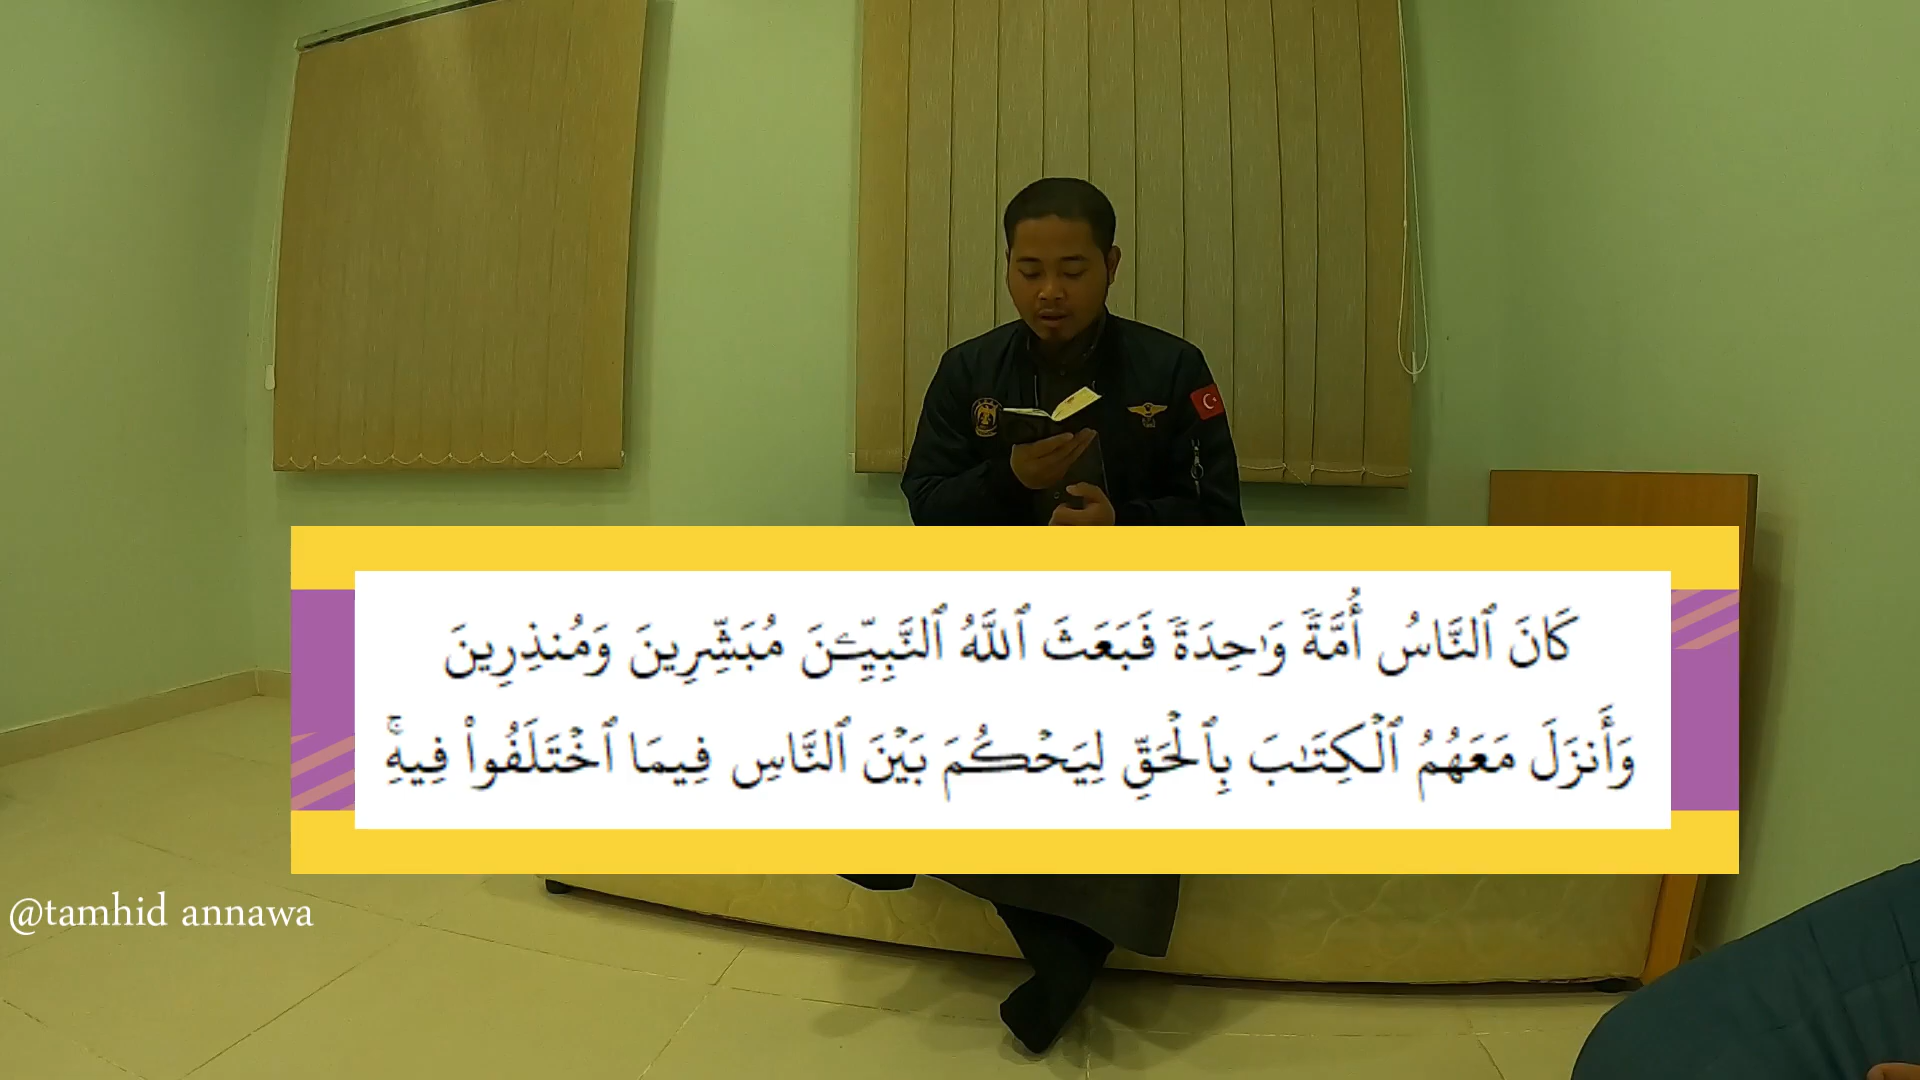 كَانَ ٱلنَّاسُ أُمَّةٗ وَٰحِدَةٗ فَبَعَثَ ٱللَّهُ ٱلنَّبِيِّـۧنَ مُبَشِّرِينَ وَمُنذِرِينَ
وَأَنزَلَ مَعَهُمُ ٱلۡكِتَٰبَ بِٱلۡحَقِّ لِيَحۡكُمَ بَيۡنَ ٱلنَّاسِ فِيمَا ٱخۡتَلَفُواْ فِيهِۚ
@tamhid annawa